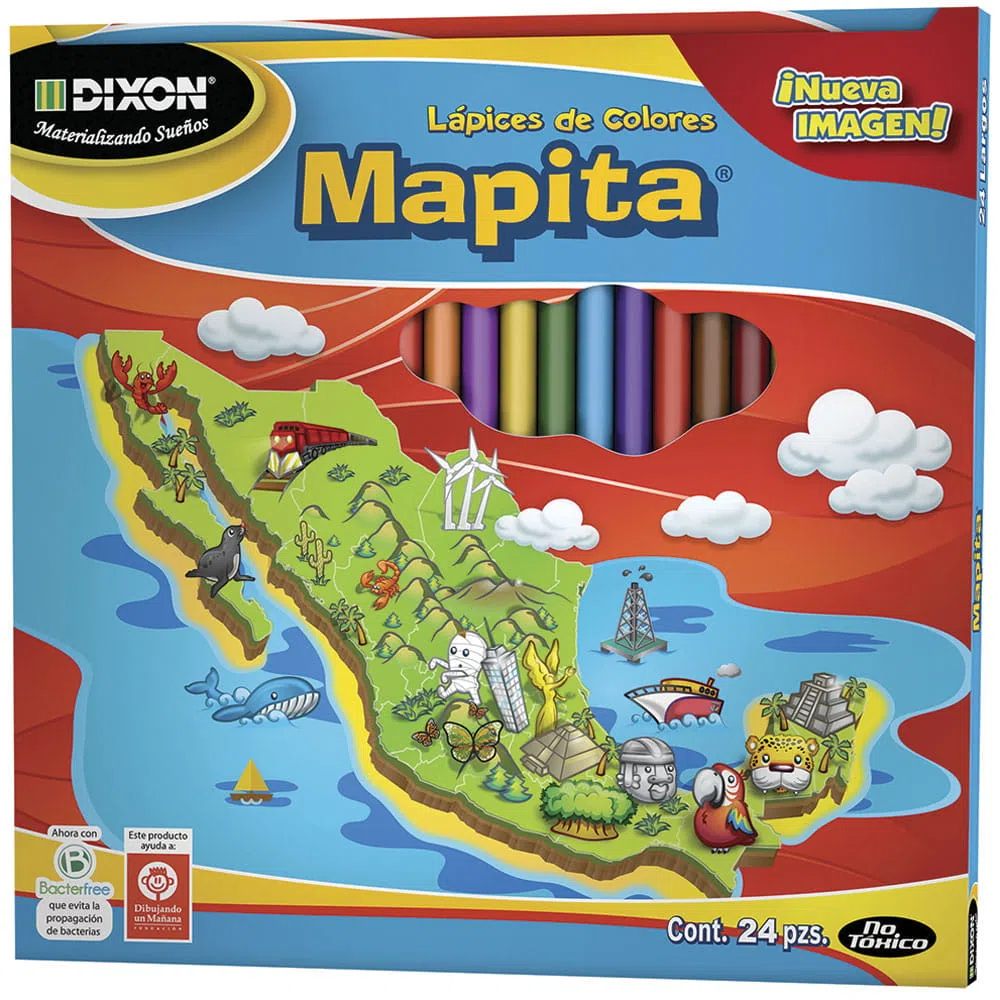 DIXON®
Materializando Sueños
Lápices de Colores
Mapita®
¡Nueva
IMAGEN!
24 Largos
Mapita
Ahora con
B
Bacterfree
que evita la
propagación
de bacterias
Este producto
ayuda a:
Dibujando
un Mañana
FUNDACIÓN
Cont. 24 pzs.
No
TÓXICO
DIXON